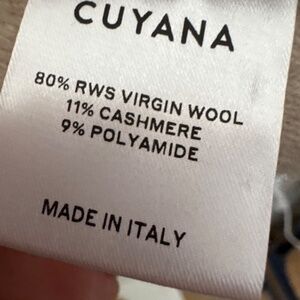 CUYANA
80% RWS VIRGIN WOOL
11% CASHMERE
9% POLYAMIDE
MADE IN ITALY